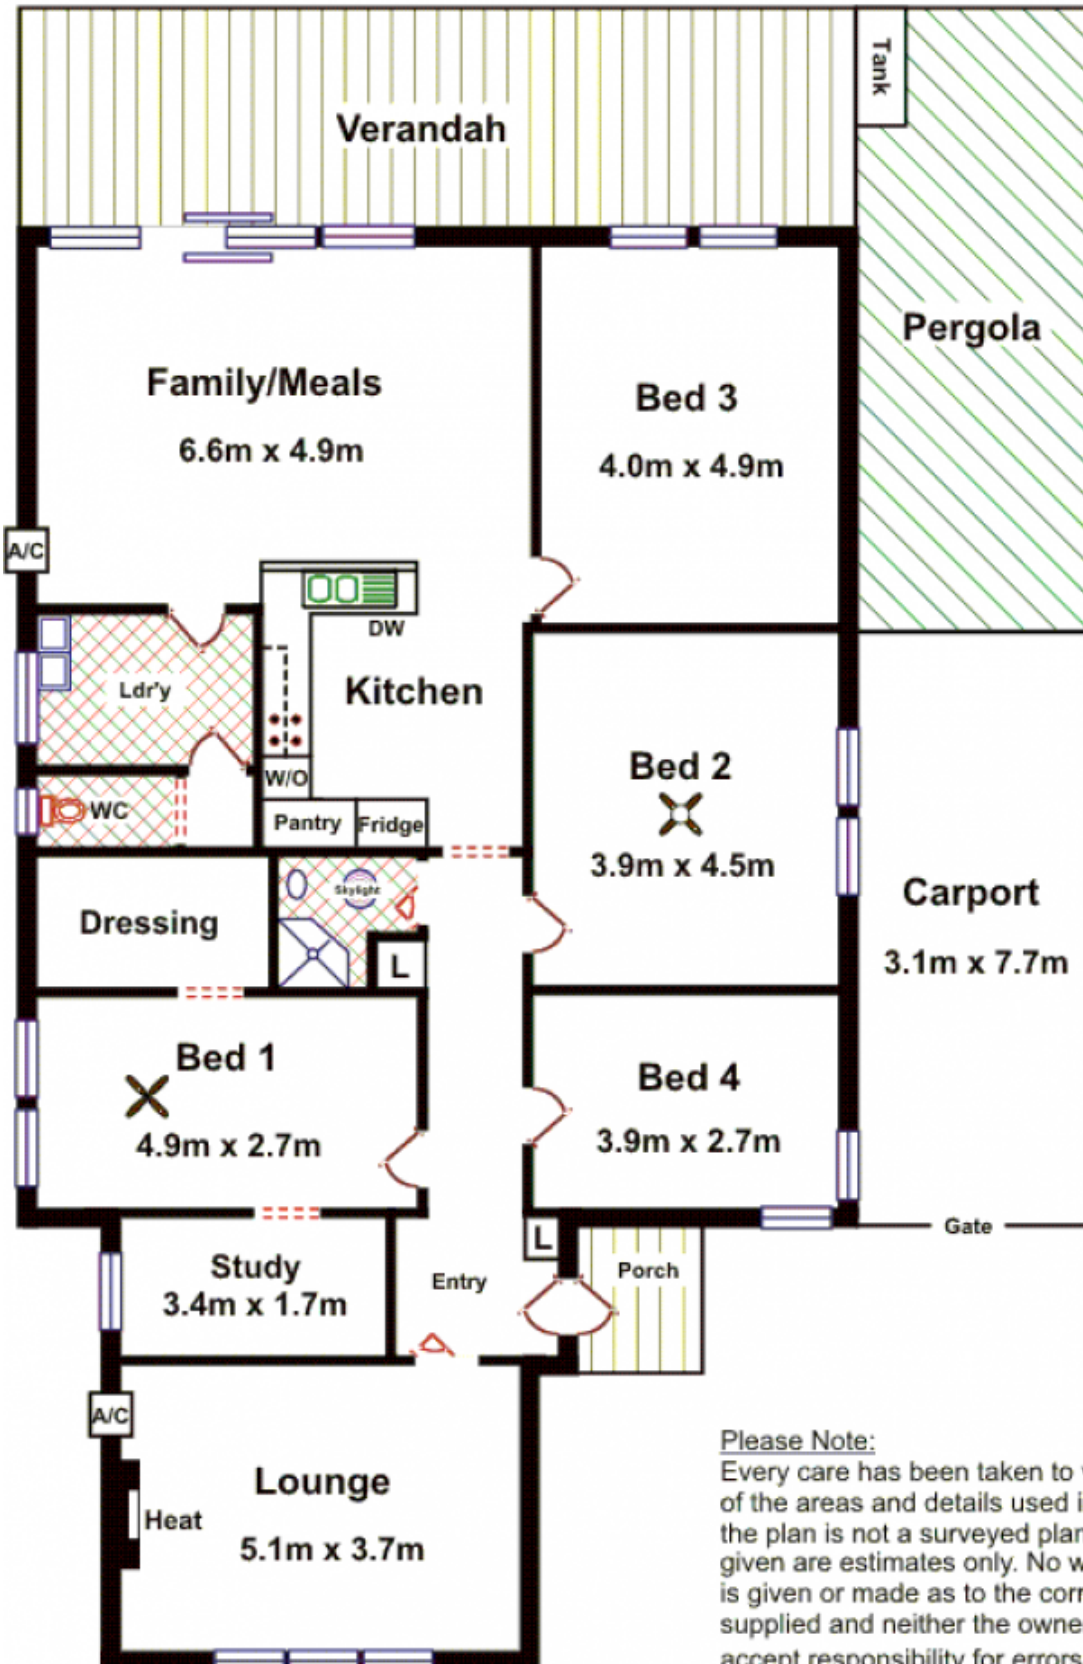 Verandah
Tank
Pergola
Family/Meals
6.6m x 4.9m
Bed 3
4.0m x 4.9m
A/C
DW
Ldr'y
Kitchen
W/O
WC
Pantry
Fridge
Bed 2
3.9m x 4.5m
Carport
3.1m x 7.7m
Dressing
Skylight
L
Bed 1
4.9m x 2.7m
Bed 4
3.9m x 2.7m
Gate
L
Study
3.4m x 1.7m
Entry
Porch
A/C
Lounge
5.1m x 3.7m
Heat
Please Note:
Every care has been taken to
of the areas and details used
the plan is not a surveyed plan
given are estimates only. No
is given or made as to the
supplied and neither the
accept responsibility for errors